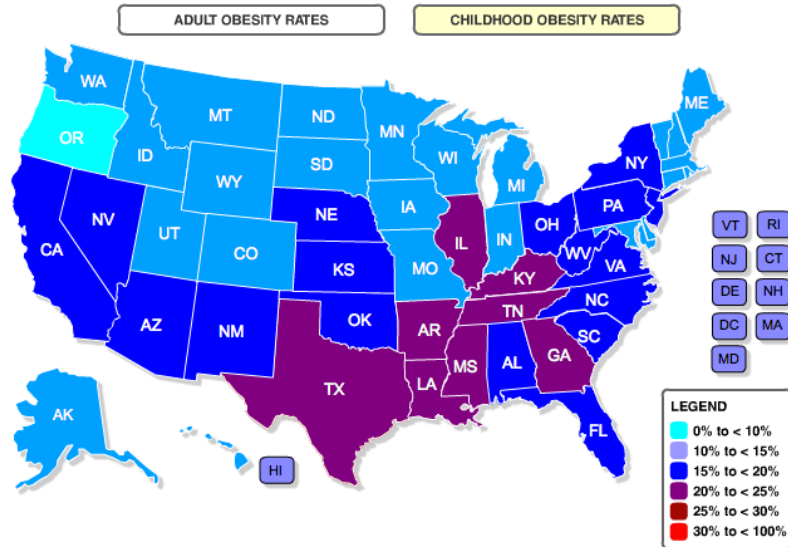 ADULT OBESITY RATES
CHILDHOOD OBESITY RATES
WA
MT
ND
MN
ME
OR
ID
SD
WI
NY
WY
MI
NV
NE
IA
PA
CA
UT
CO
IL
IN
OH
VT
RI
KS
MO
WV
VA
NJ
CT
KY
AZ
NM
OK
AR
TN
NC
DE
NH
MS
AL
GA
SC
DC
MA
TX
LA
MD
AK
FL
HI
LEGEND
0% to < 10%
10% to < 15%
15% to < 20%
20% to < 25%
25% to < 30%
30% to < 100%